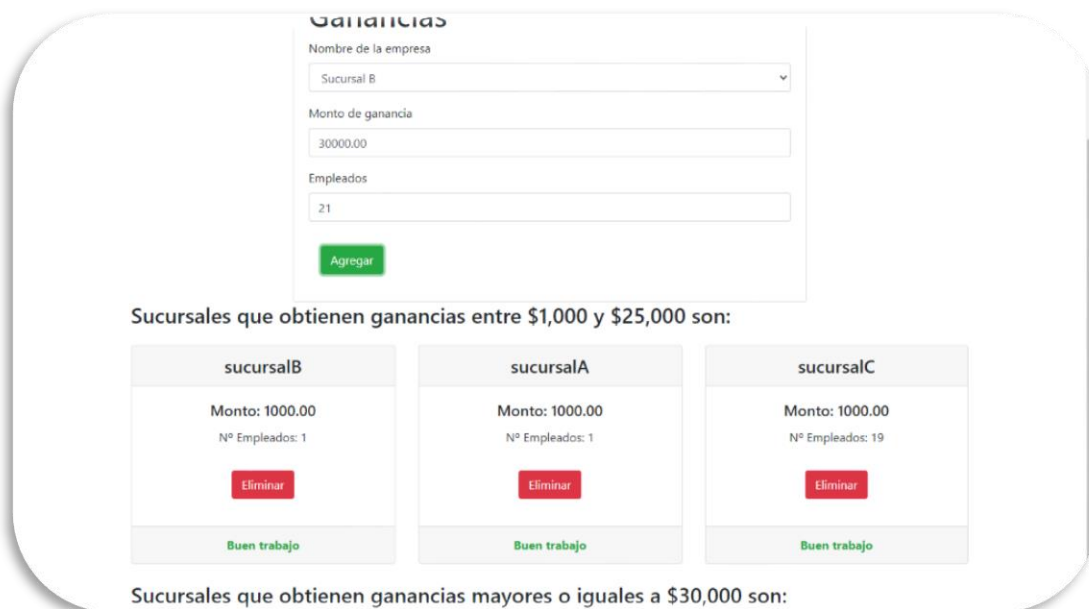 Ganancias
Nombre de la empresa
Sucursal B
Monto de ganancia
30000.00
Empleados
21
Agregar
Sucursales que obtienen ganancias entre $1,000 y $25,000 son:
sucursalB
Monto: 1000.00
Nº Empleados: 1
Eliminar
Buen trabajo
sucursalA
Monto: 1000.00
Nº Empleados: 1
Eliminar
Buen trabajo
sucursalC
Monto: 1000.00
Nº Empleados: 19
Eliminar
Buen trabajo
Sucursales que obtienen ganancias mayores o iguales a $30,000 son: